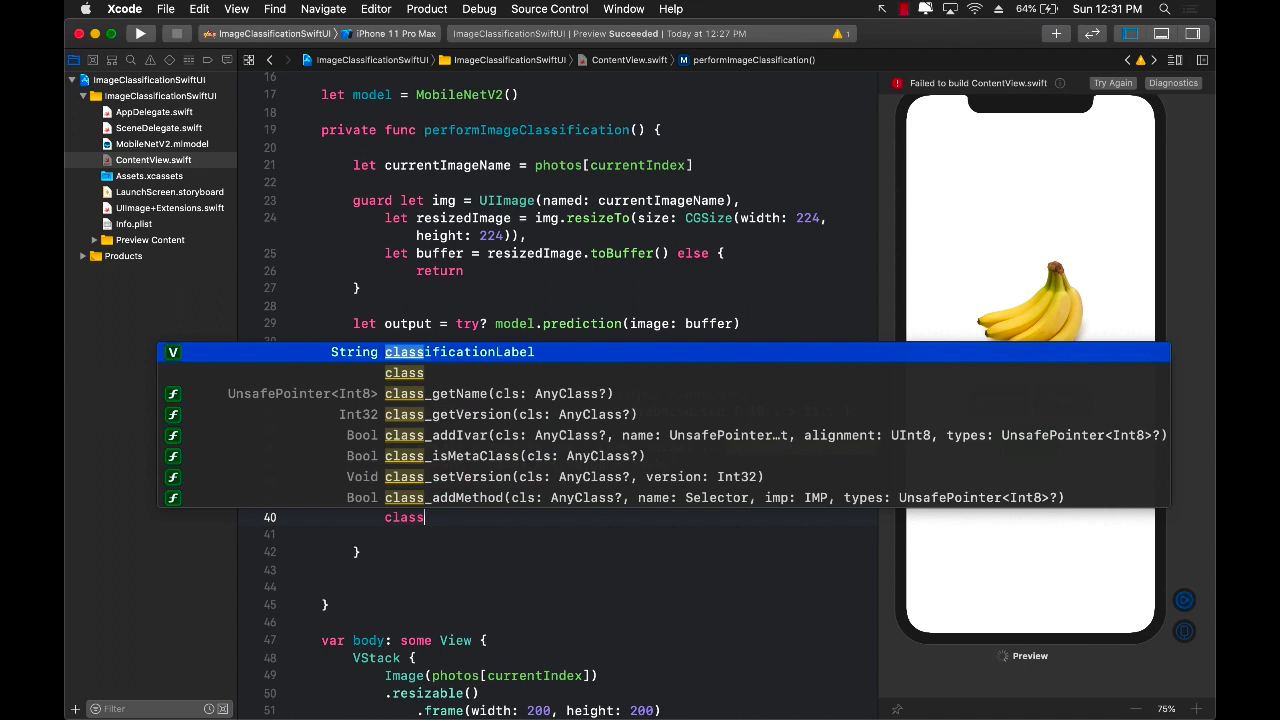 Xcode File Edit View Find Navigate Editor Product Debug Source Control Window Help 64% Sun 12:31 PM
ImageClassificationSwiftUI iPhone 11 Pro Max ImageClassificationSwiftUI | Preview Succeeded | Today at 12:27 PM 1
ImageClassificationSwiftUI ImageClassificationSwiftUI ContentView.swift M performImageClassification()
ImageClassificationSwiftUI
ImageClassificationSwiftUI
AppDelegate.swift
SceneDelegate.swift
MobileNetV2.mlmodel
ContentView.swift
Assets.xcassets
LaunchScreen.storyboard
UIImage+Extensions.swift
Info.plist
Preview Content
Products
Filter
16
17 let model = MobileNetV2()
18
19 private func performImageClassification() {
20
21 let currentImageName = photos[currentIndex]
22
23 guard let img = UIImage(named: currentImageName),
24 let resizedImage = img.resizeTo(size: CGSize(width: 224,
height: 224)),
25 let buffer = resizedImage.toBuffer() else {
26 return
27 }
28
29 let output = try? model.prediction(image: buffer)
V String classificationLabel
class
f UnsafePointer<Int8> class_getName(cls: AnyClass?)
f Int32 class_getVersion(cls: AnyClass?)
f Bool class_addIvar(cls: AnyClass?, name: UnsafePointer…t, alignment: UInt8, types: UnsafePointer<Int8>?)
f Bool class_isMetaClass(cls: AnyClass?)
f Void class_setVersion(cls: AnyClass?, version: Int32)
f Bool class_addMethod(cls: AnyClass?, name: Selector, imp: IMP, types: UnsafePointer<Int8>?)
40 class
41
42 }
43
44
45 }
46
47 var body: some View {
48 VStack {
49 Image(photos[currentIndex])
50 .resizable()
51 .frame(width: 200, height: 200)
Failed to build ContentView.swift Try Again Diagnostics
Preview
75%